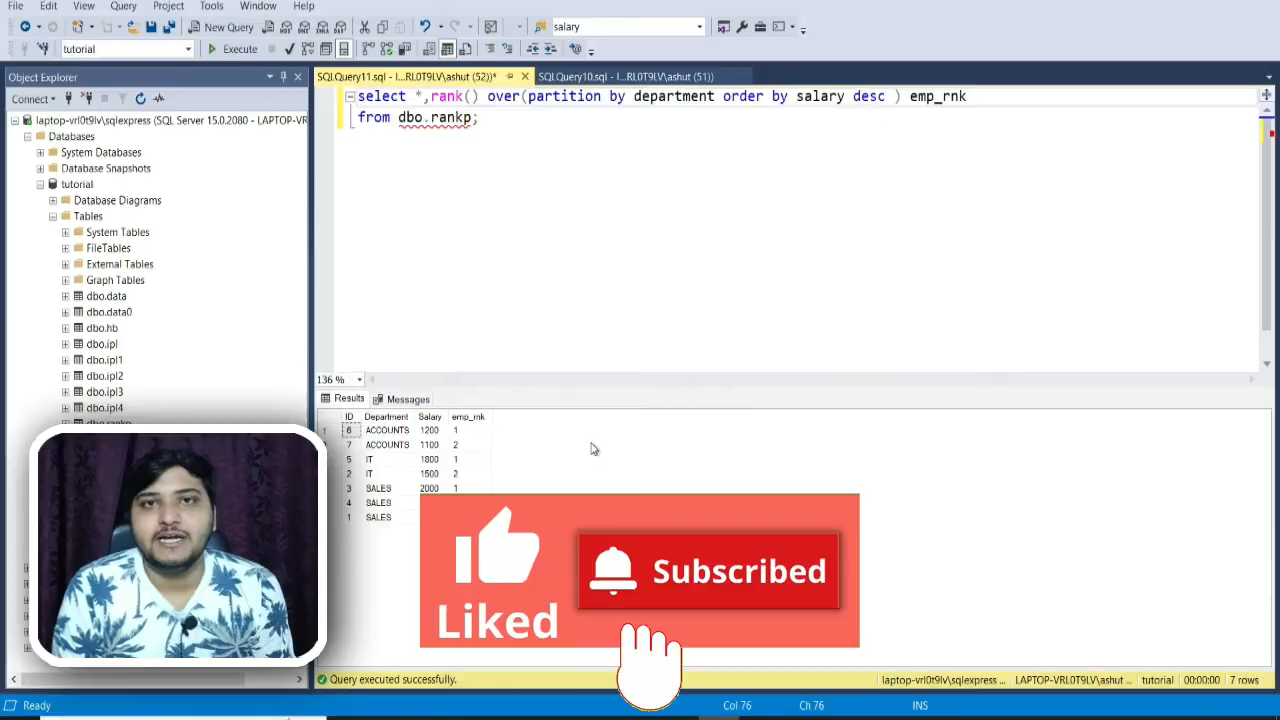 File Edit View Query Project Tools Window Help
New Query
salary
tutorial
Execute
Object Explorer
SQLQuery11.sql - l...RL0T9LV\ashut (52))*
SQLQuery10.sql - l...RL0T9LV\ashut (51))
Connect
laptop-vrl0t9lv\sqlexpress (SQL Server 15.0.2080 - LAPTOP-VR
Databases
System Databases
Database Snapshots
tutorial
Database Diagrams
Tables
System Tables
FileTables
External Tables
Graph Tables
dbo.data
dbo.data0
dbo.hb
dbo.ipl
dbo.ipl1
dbo.ipl2
dbo.ipl3
dbo.ipl4
select *,rank() over(partition by department order by salary desc ) emp_rnk
from dbo.rankp;
136 %
Results Messages
ID Department Salary emp_rnk
1 6 ACCOUNTS 1200 1
7 ACCOUNTS 1100 2
5 IT 1800 1
2 IT 1500 2
3 SALES 2000 1
4 SALES
1 SALES
Liked
Subscribed
Query executed successfully.
laptop-vrl0t9lv\sqlexpress ... LAPTOP-VRL0T9LV\ashut ... tutorial 00:00:00 7 rows
Ready
Col 76 Ch 76 INS